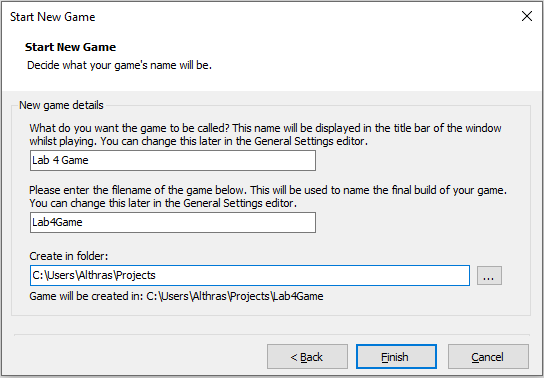 Start New Game
Start New Game
Decide what your game's name will be.
New game details
What do you want the game to be called? This name will be displayed in the title bar of the window
whilst playing. You can change this later in the General Settings editor.
Lab 4 Game
Please enter the filename of the game below. This will be used to name the final build of your game.
You can change this later in the General Settings editor.
Lab4Game
Create in folder:
C:\Users\Althras\Projects
...
Game will be created in: C:\Users\Althras\Projects\Lab4Game
< Back
Finish
Cancel